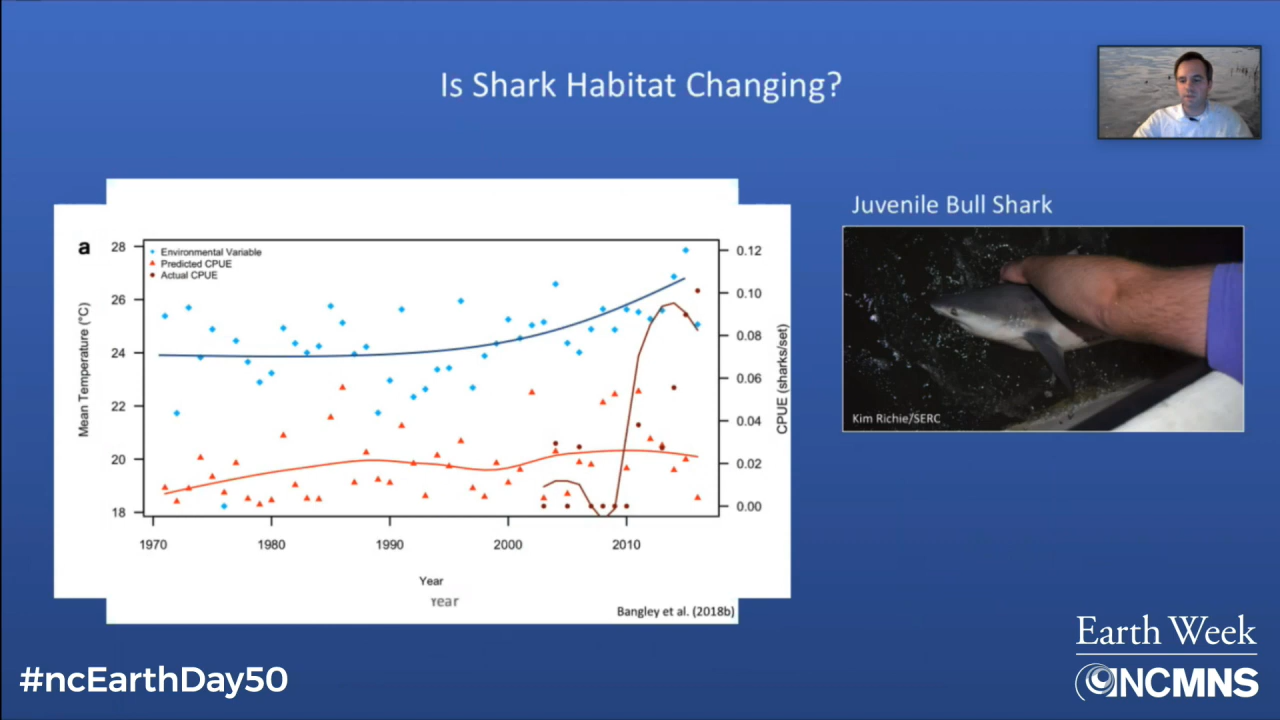 Is Shark Habitat Changing?
Juvenile Bull Shark
a
Environmental Variable
Predicted CPUE
Actual CPUE
Mean Temperature (°C)
28
26
24
22
20
18
0.12
0.10
0.08
0.06
0.04
0.02
0.00
CPUE (sharks/set)
1970 1980 1990 2000 2010
Year
Year
Bangley et al. (2018b)
Kim Richie/SERC
#ncEarthDay50
Earth Week
NCMNS